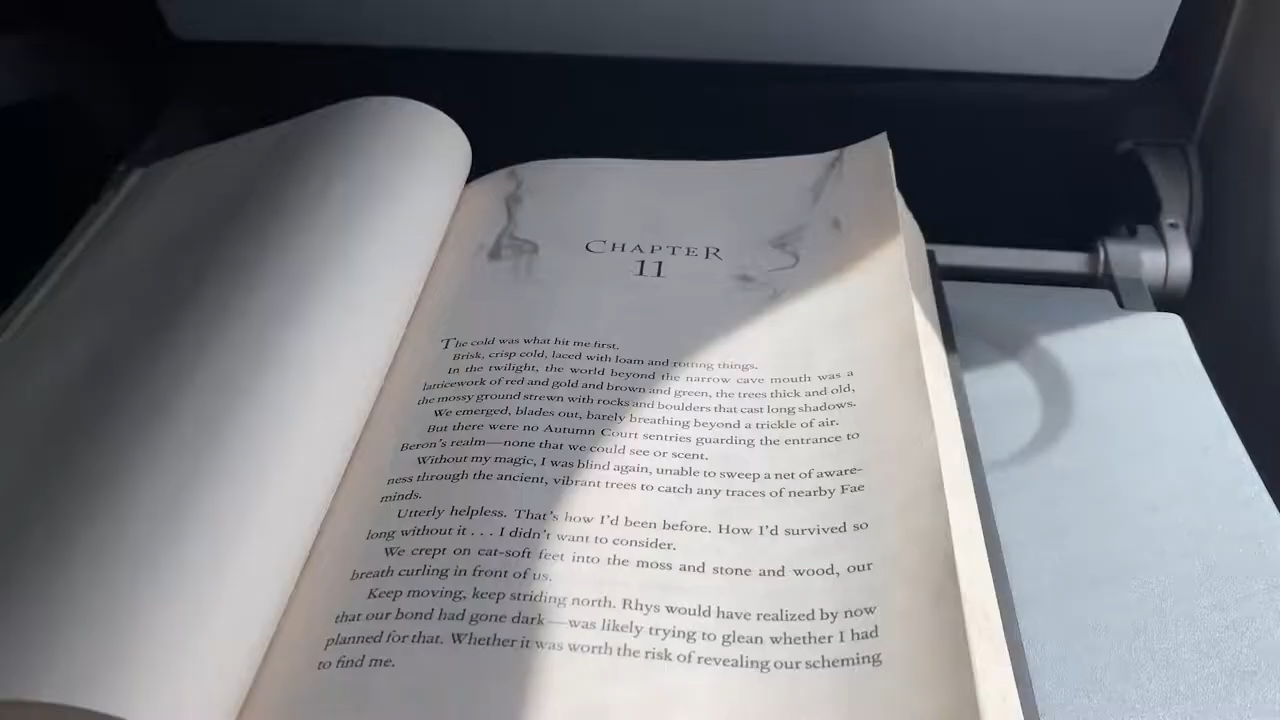 CHAPTER
11
The cold was what hit me first.
Brisk, crisp cold, laced with loam and rotting things.
In the twilight, the world beyond the narrow cave mouth was a
latticework of red and gold and brown and green, the trees thick and old,
the mossy ground strewn with rocks and boulders that cast long shadows.
We emerged, blades out, barely breathing beyond a trickle of air.
But there were no Autumn Court sentries guarding the entrance to
Beron's realm—none that we could see or scent.
Without my magic, I was blind again, unable to sweep a net of aware-
ness through the ancient, vibrant trees to catch any traces of nearby Fae
minds.
Utterly helpless. That's how I'd been before. How I'd survived so
long without it . . . I didn't want to consider.
We crept on cat-soft feet into the moss and stone and wood, our
breath curling in front of us.
Keep moving, keep striding north. Rhys would have realized by now
that our bond had gone dark—was likely trying to glean whether I had
planned for that. Whether it was worth the risk of revealing our scheming
to find me.